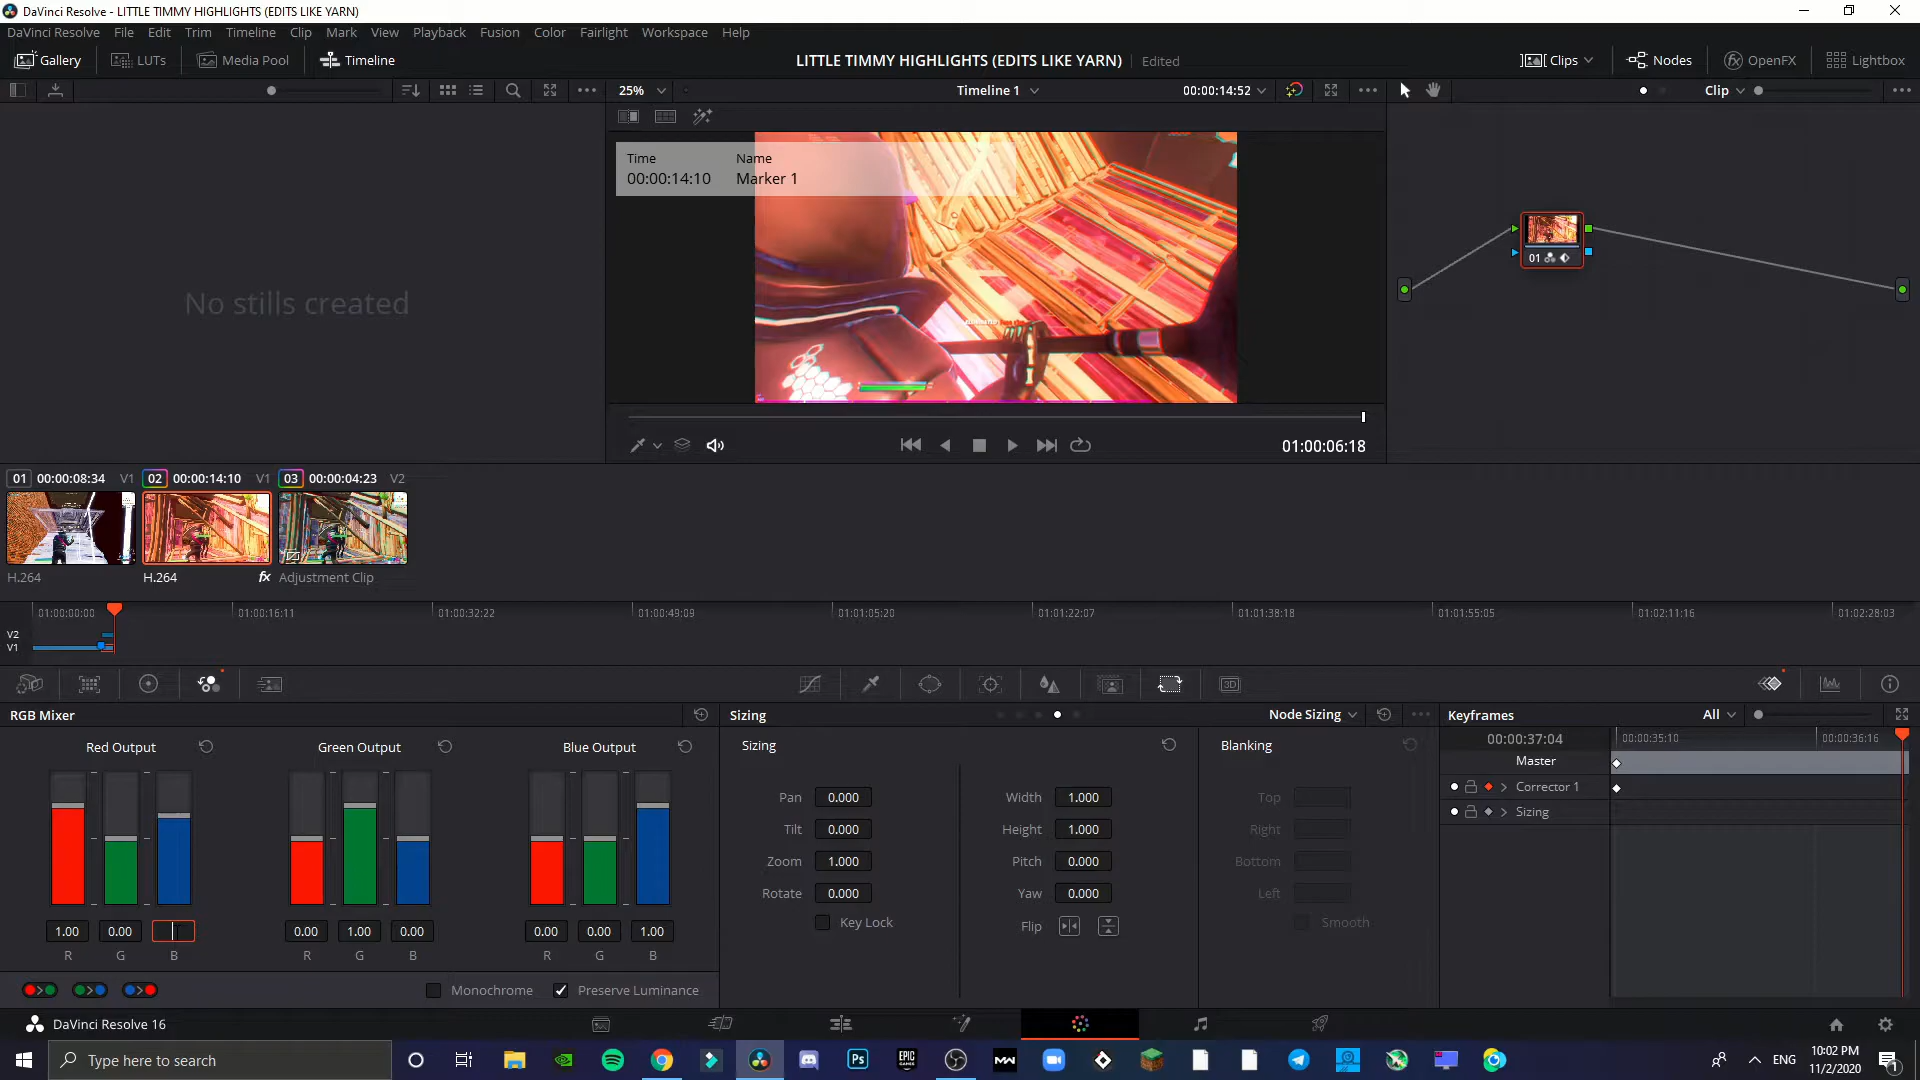 DaVinci Resolve - LITTLE TIMMY HIGHLIGHTS (EDITS LIKE YARN)
DaVinci Resolve File Edit Trim Timeline Clip Mark View Playback Fusion Color Fairlight Workspace Help
Gallery LUTs Media Pool Timeline LITTLE TIMMY HIGHLIGHTS (EDITS LIKE YARN) Edited Clips Nodes OpenFX Lightbox
25% Timeline 1 00:00:14:52 Clip
Time Name
00:00:14:10 Marker 1
01
No stills created
01:00:06:18
01 00:00:08:34 V1 02 00:00:14:10 V1 03 00:00:04:23 V2
H.264 H.264 fx Adjustment Clip
01:00:00:00 01:00:16:11 01:00:32:22 01:00:49:09 01:01:05:20 01:01:22:07 01:01:38:18 01:01:55:05 01:02:11:16 01:02:28:03
V2
V1
3D
RGB Mixer Sizing Node Sizing Keyframes All
Red Output Green Output Blue Output Sizing Blanking 00:00:37:04 00:00:35:10 00:00:36:16
Master
Pan 0.000 Width 1.000 Top Corrector 1
Tilt 0.000 Height 1.000 Right Sizing
Zoom 1.000 Pitch 0.000 Bottom
Rotate 0.000 Yaw 0.000 Left
Key Lock Flip Smooth
1.00 0.00 0.00 1.00 0.00 0.00 0.00 1.00
R G B R G B R G B
Monochrome Preserve Luminance
DaVinci Resolve 16
Type here to search Ps EPIC GAMES MW ENG 10:02 PM
11/2/2020 1